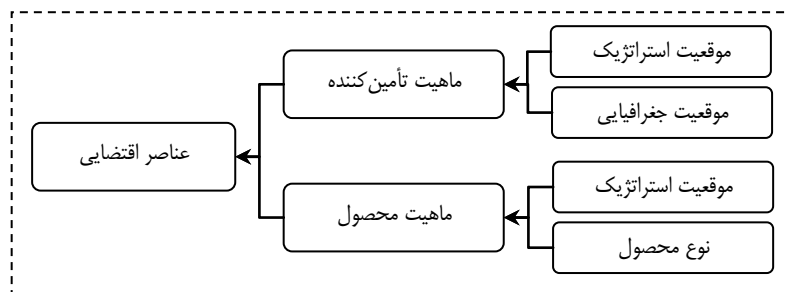 موقعیت استراتژیک
ماهیت تأمین‌کننده
موقعیت جغرافیایی
عناصر اقتضایی
موقعیت استراتژیک
ماهیت محصول
نوع محصول